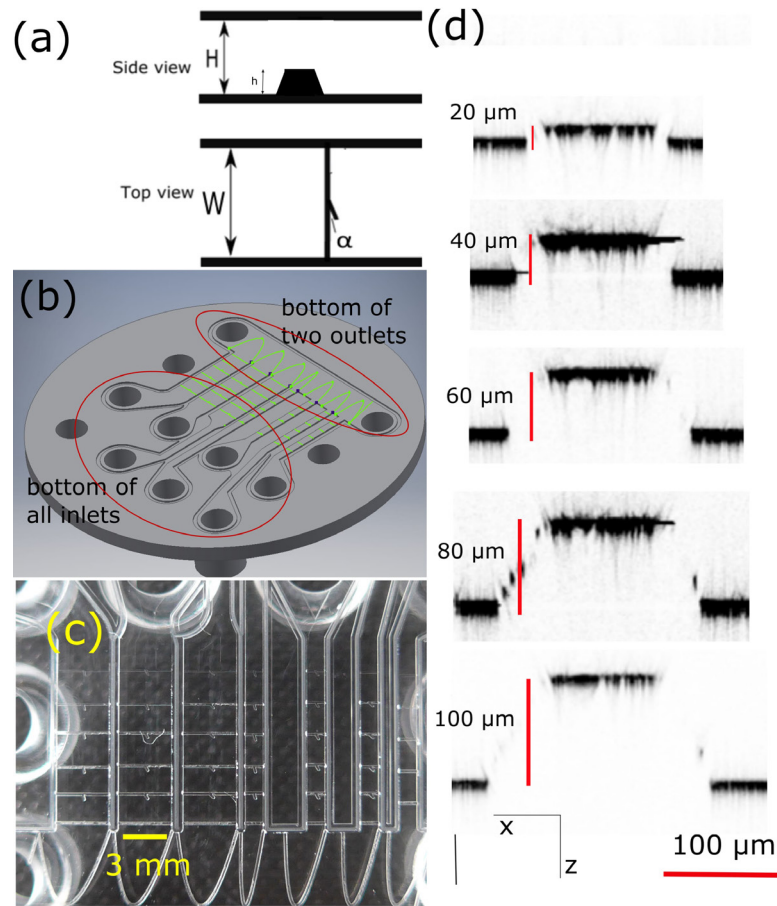 (a)
Side view
H
h
Top view
W
α
(b)
bottom of
two outlets
bottom of
all inlets
(c)
3 mm
(d)
20 μm
40 μm
60 μm
80 μm
100 μm
x
z
100 μm